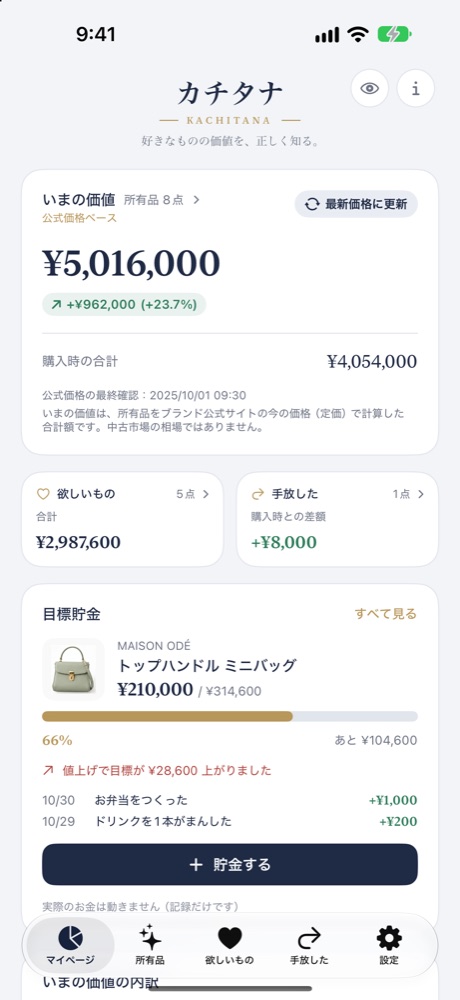 9:41
カチタナ
KACHITANA
好きなものの価値を、正しく知る。
いまの価値 所有品 8点
最新価格に更新
公式価格ベース
¥5,016,000
+¥962,000 (+23.7%)
購入時の合計 ¥4,054,000
公式価格の最終確認：2025/10/01 09:30
いまの価値は、所有品をブランド公式サイトの今の価格（定価）で計算した
合計額です。中古市場の相場ではありません。
欲しいもの 5点
合計
¥2,987,600
手放した 1点
購入時との差額
+¥8,000
目標貯金 すべて見る
MAISON ODÉ
トップハンドル ミニバッグ
¥210,000 / ¥314,600
66% あと ¥104,600
値上げで目標が ¥28,600 上がりました
10/30 お弁当をつくった +¥1,000
10/29 ドリンクを1本がまんした +¥200
+ 貯金する
実際のお金は動きません（記録だけです）
マイページ 所有品 欲しいもの 手放した 設定
いまの価値の内訳